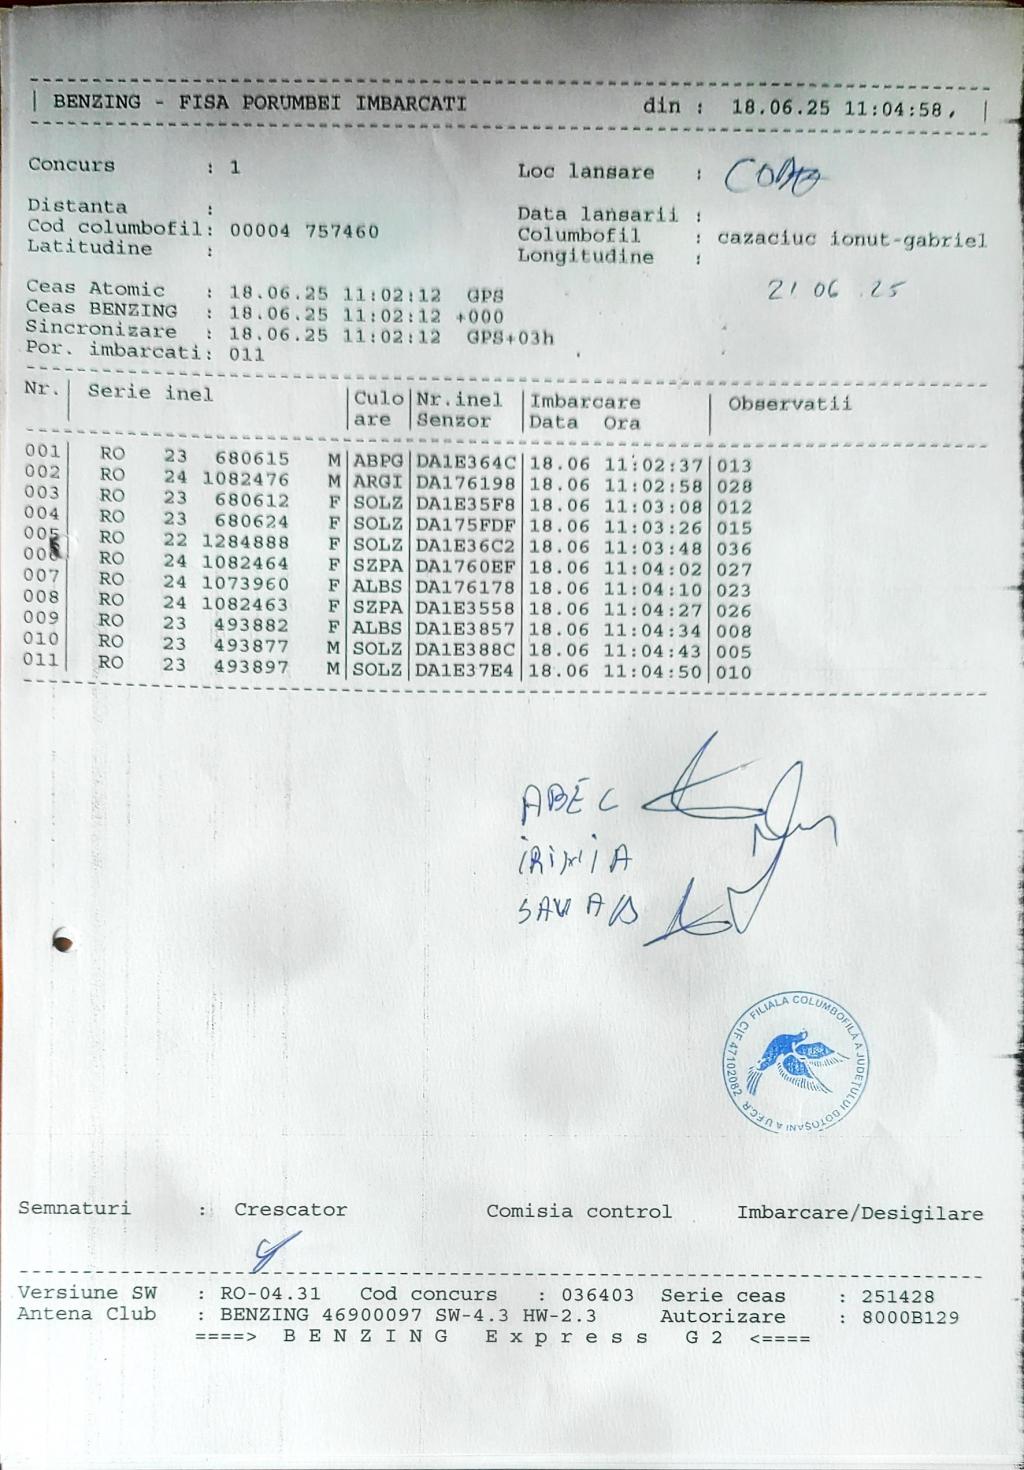 | BENZING - FISA PORUMBEI IMBARCATI din : 18.06.25 11:04:58, |
Concurs : 1 Loc lansare :
Distanta : Data lansarii :
Cod columbofil: 00004 757460 Columbofil : cazaciuc ionut-gabriel
Latitudine : Longitudine :
21 06 .25
Ceas Atomic : 18.06.25 11:02:12 GPS
Ceas BENZING : 18.06.25 11:02:12 +000
Sincronizare : 18.06.25 11:02:12 GPS+03h
Por. imbarcati: 011
Nr.| Serie inel |Culo|Nr.inel |Imbarcare | Observatii
| |are |Senzor |Data Ora |
001| RO 23 680615 M|ABPG|DA1E364C|18.06 11:02:37|013
002| RO 24 1082476 M|ARGI|DA176198|18.06 11:02:58|028
003| RO 23 680612 F|SOLZ|DA1E35F8|18.06 11:03:08|012
004| RO 23 680624 F|SOLZ|DA175FDF|18.06 11:03:26|015
005| RO 22 1284888 F|SOLZ|DA1E36C2|18.06 11:03:48|036
006| RO 24 1082464 F|SZPA|DA1760EF|18.06 11:04:02|027
007| RO 24 1073960 F|ALBS|DA176178|18.06 11:04:10|023
008| RO 24 1082463 F|SZPA|DA1E3558|18.06 11:04:27|026
009| RO 23 493882 F|ALBS|DA1E3857|18.06 11:04:34|008
010| RO 23 493877 M|SOLZ|DA1E388C|18.06 11:04:43|005
011| RO 23 493897 M|SOLZ|DA1E37E4|18.06 11:04:50|010
IRIMIA
FILIALA COLUMBOFILĂ A JUDEŢULUI BOTOŞANI A U.F.C.R. CIF 47102082
Semnaturi : Crescator Comisia control Imbarcare/Desigilare
Versiune SW : RO-04.31 Cod concurs : 036403 Serie ceas : 251428
Antena Club : BENZING 46900097 SW-4.3 HW-2.3 Autorizare : 8000B129
====> B E N Z I N G E x p r e s s G 2 <====